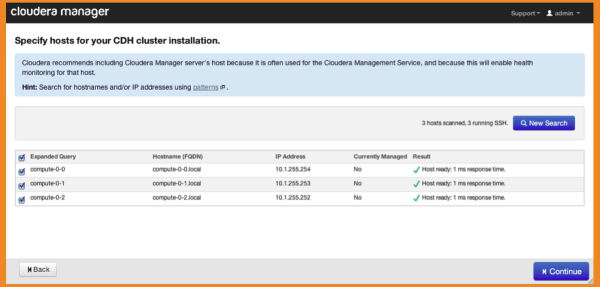 cloudera manager
Support admin
Specify hosts for your CDH cluster installation.
Cloudera recommends including Cloudera Manager server's host because it is often used for the Cloudera Management Service, and because this will enable health
monitoring for that host.
Hint: Search for hostnames and/or IP addresses using patterns .
3 hosts scanned, 3 running SSH. New Search
Expanded Query Hostname (FQDN) IP Address Currently Managed Result
compute-0-0 compute-0-0.local 10.1.255.254 No Host ready: 1 ms response time.
compute-0-1 compute-0-1.local 10.1.255.253 No Host ready: 1 ms response time.
compute-0-2 compute-0-2.local 10.1.255.252 No Host ready: 1 ms response time.
Back Continue